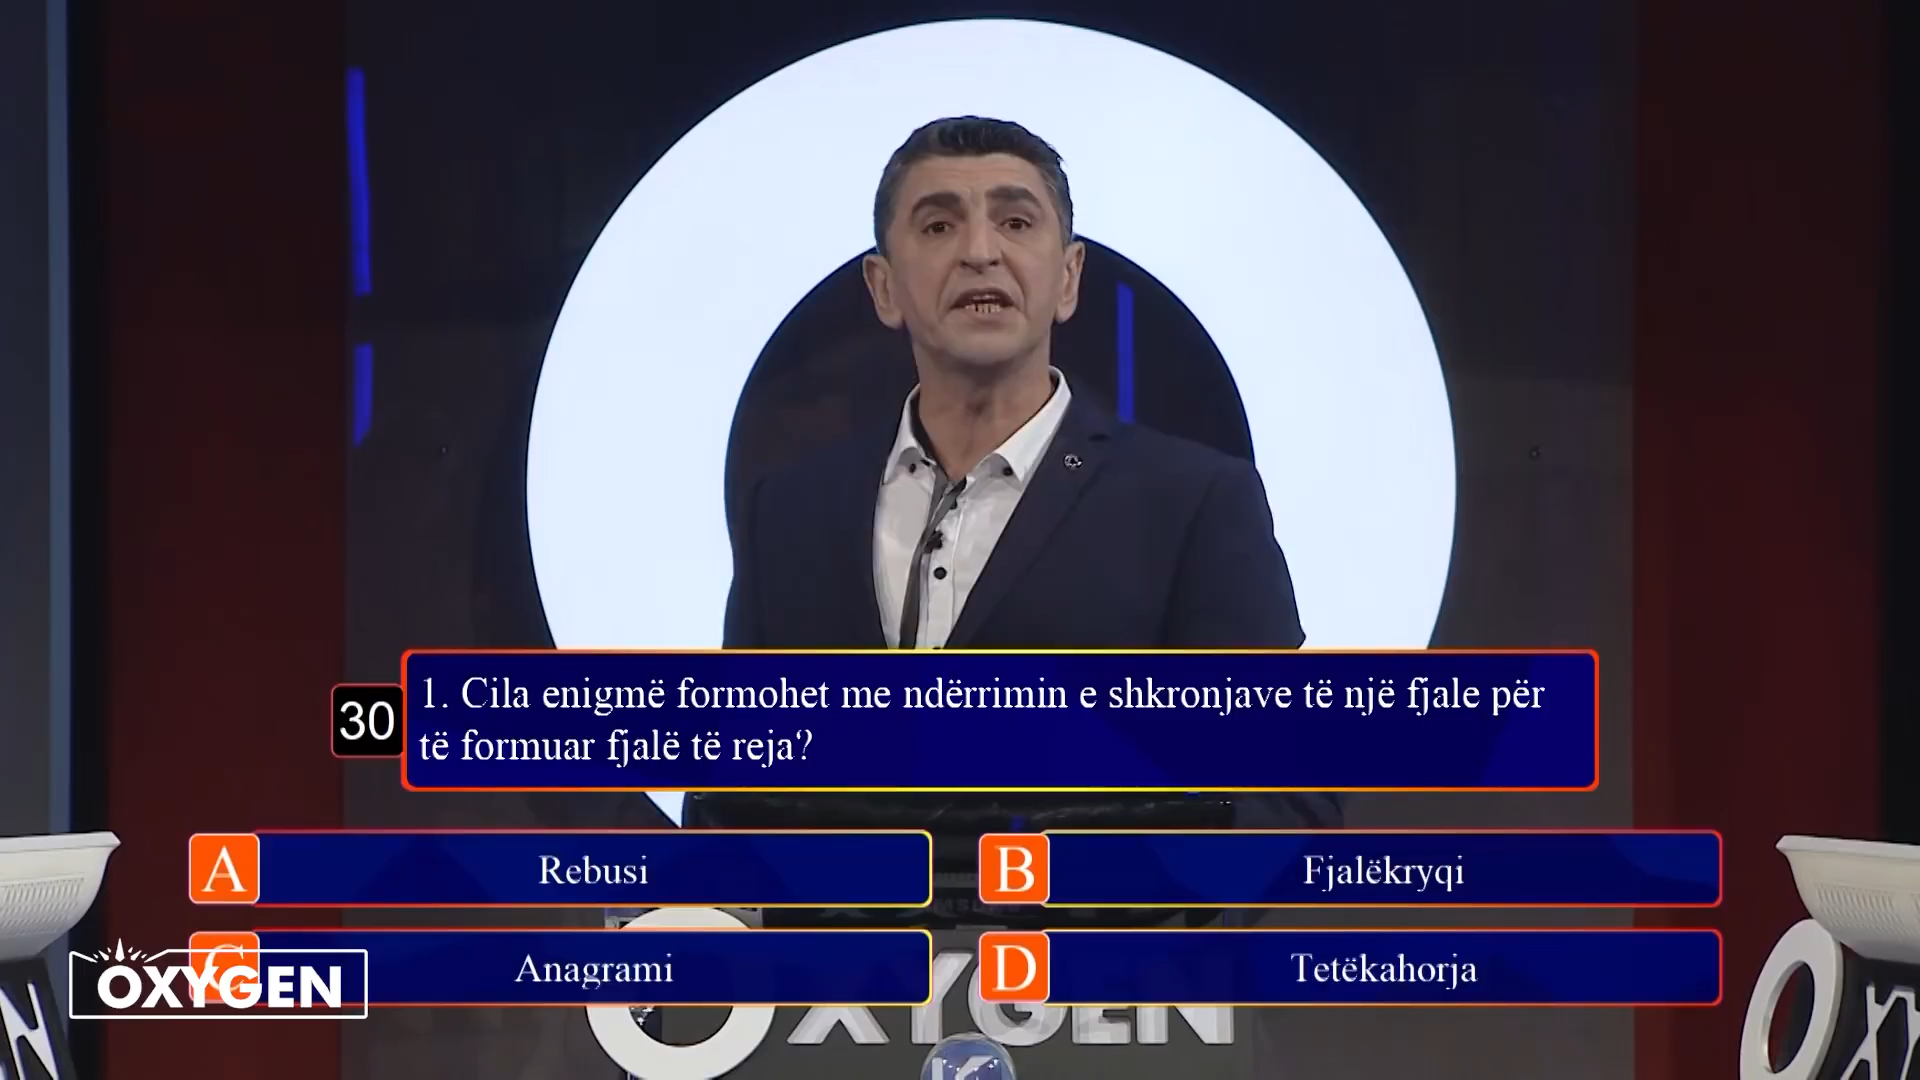 30
1. Cila enigmë formohet me ndërrimin e shkronjave të një fjale për
të formuar fjalë të reja?
A Rebusi
B Fjalëkryqi
C Anagrami
D Tetëkahorja
OXYGEN
OXYGEN